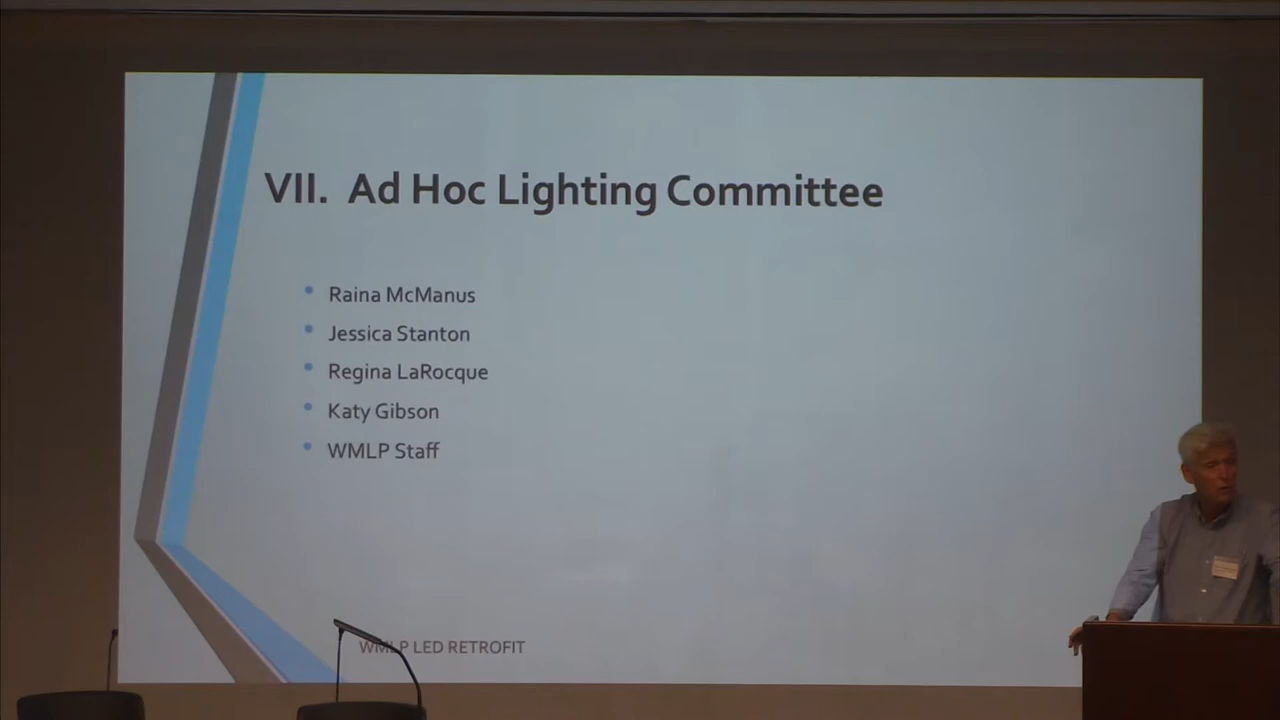 VII. Ad Hoc Lighting Committee
Raina McManus
Jessica Stanton
Regina LaRocque
Katy Gibson
WMLP Staff
WMLP LED RETROFIT